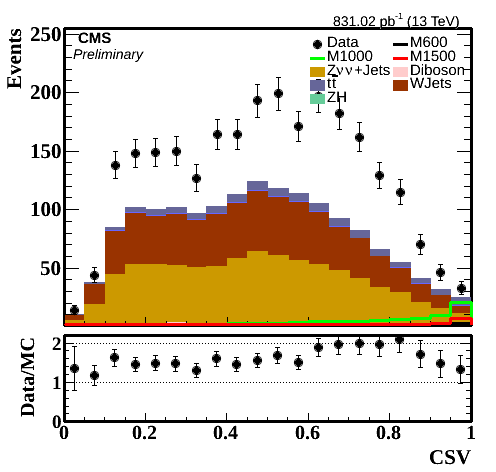 831.02 pb-1 (13 TeV)
CMS
Preliminary
Data
M600
M1000
M1500
Zνν+Jets
Diboson
tt
WJets
ZH
Events
250
200
150
100
50
Data/MC
2
1
0
0 0.2 0.4 0.6 0.8 1
CSV